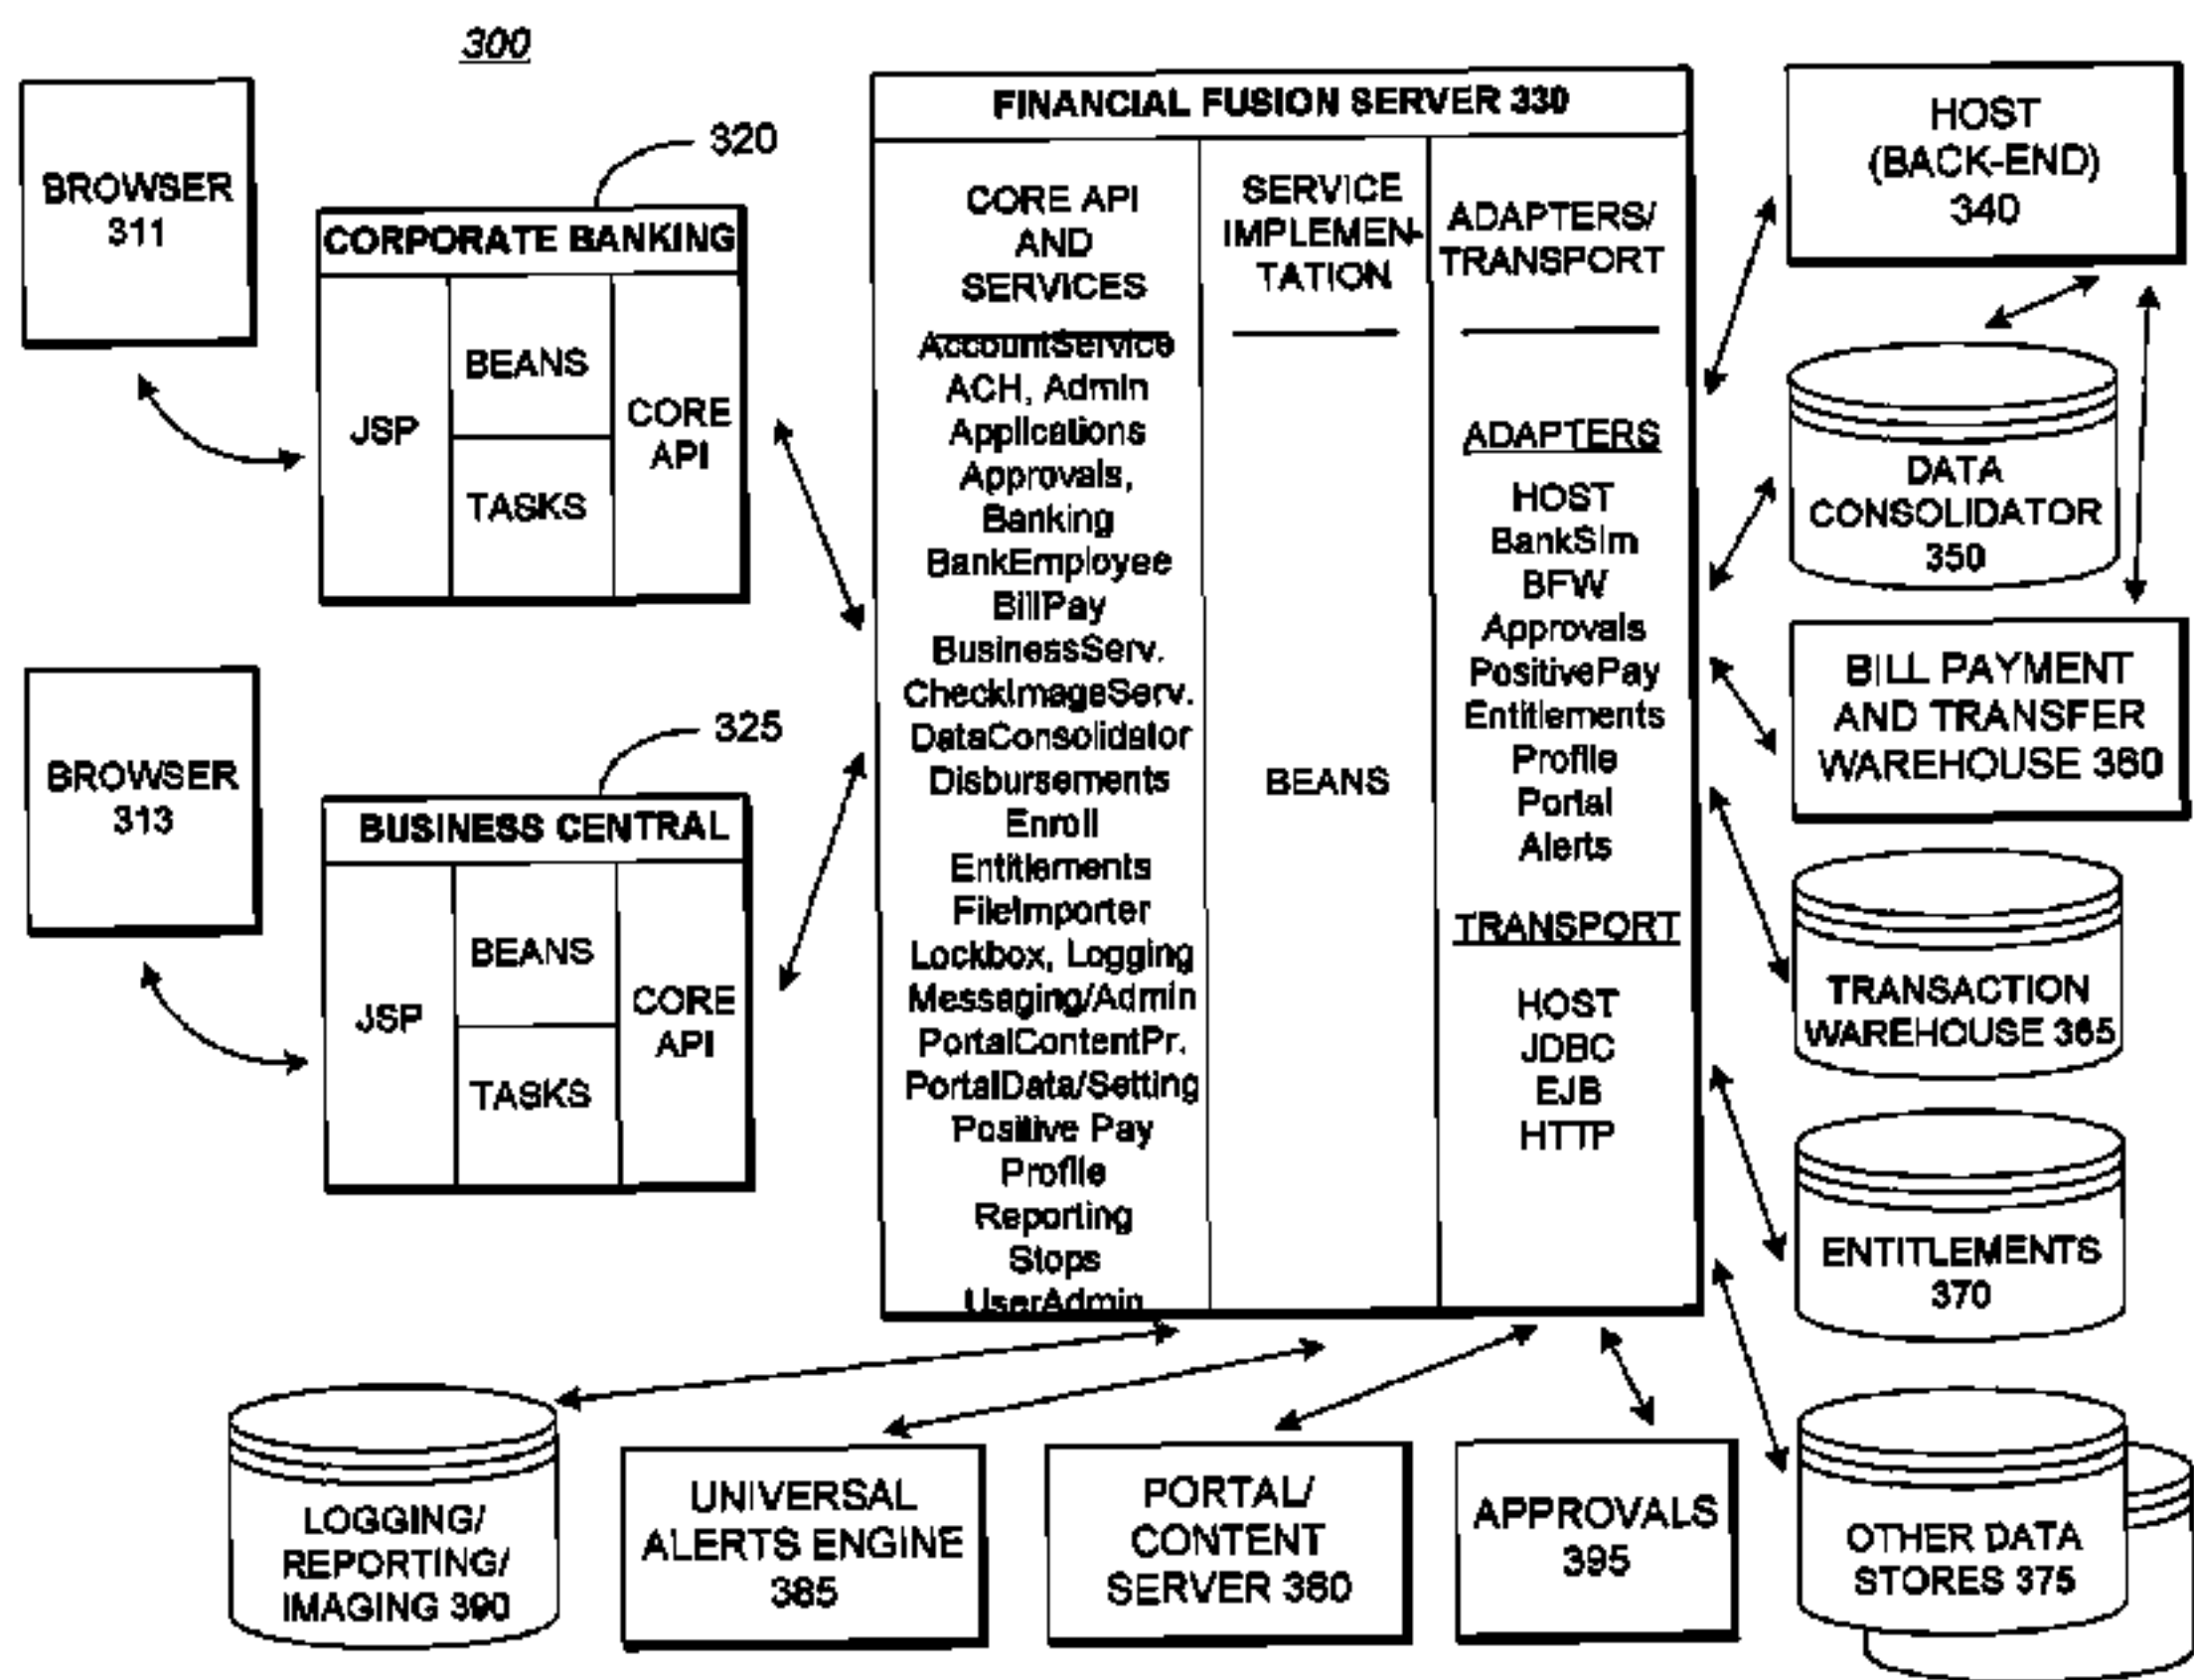 300
BROWSER
311
320
CORPORATE BANKING
JSP
BEANS
TASKS
CORE
API
BROWSER
313
325
BUSINESS CENTRAL
JSP
BEANS
TASKS
CORE
API
FINANCIAL FUSION SERVER 330
CORE API
AND
SERVICES
AccountService
ACH, Admin
Applications
Approvals,
Banking
BankEmployee
BillPay
BusinessServ.
CheckImageServ.
DataConsolidator
Disbursements
Enroll
Entitlements
FileImporter
Lockbox, Logging
Messaging/Admin
PortalContentPr.
PortalData/Setting
Positive Pay
Profile
Reporting
Stops
UserAdmin
SERVICE
IMPLEMEN-
TATION
BEANS
ADAPTERS/
TRANSPORT
ADAPTERS
HOST
BankSim
BFW
Approvals
PositivePay
Entitlements
Profile
Portal
Alerts
TRANSPORT
HOST
JDBC
EJB
HTTP
HOST
(BACK-END)
340
DATA
CONSOLIDATOR
350
BILL PAYMENT
AND TRANSFER
WAREHOUSE 360
TRANSACTION
WAREHOUSE 365
ENTITLEMENTS
370
OTHER DATA
STORES 375
LOGGING/
REPORTING/
IMAGING 390
UNIVERSAL
ALERTS ENGINE
385
PORTAL/
CONTENT
SERVER 380
APPROVALS
395